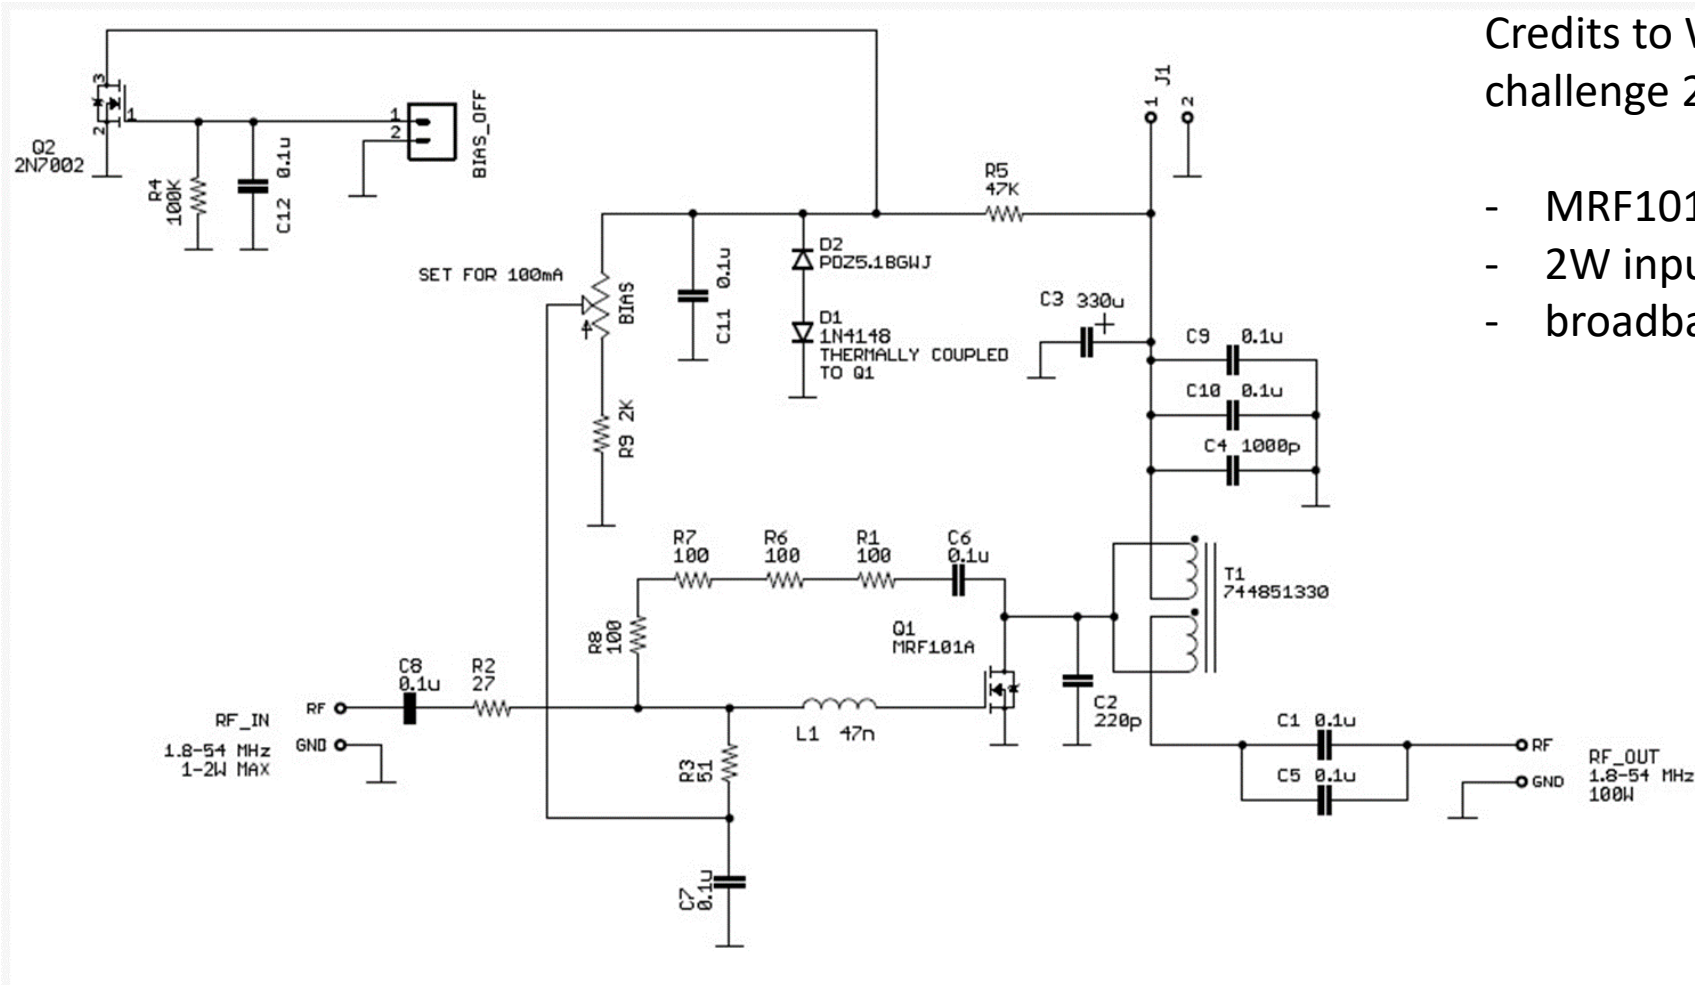 Credits to
challenge
- MRF101
- 2W
-
3
1
2
Q2
2N7002
R4
100K
C12 0.1u
1
2
BIAS_OFF
J1
1 2
R5
47K
SET FOR 100mA
BIAS
C11 0.1u
D2
PDZ5.1BGWJ
D1
1N4148
THERMALLY COUPLED
TO Q1
C3 330u
+
C9 0.1u
C10 0.1u
C4 1000p
R9 2K
R7
100
R6
100
R1
100
C6
0.1u
R8
100
Q1
MRF101A
T1
744851330
C8
0.1u
R2
27
RF_IN
RF
GND
1.8-54 MHz
1-2W MAX
L1 47n
C2
220p
R3
51
C1 0.1u
C5 0.1u
RF
GND
RF_OUT
1.8-54 MHz
100W
C7
0.1u